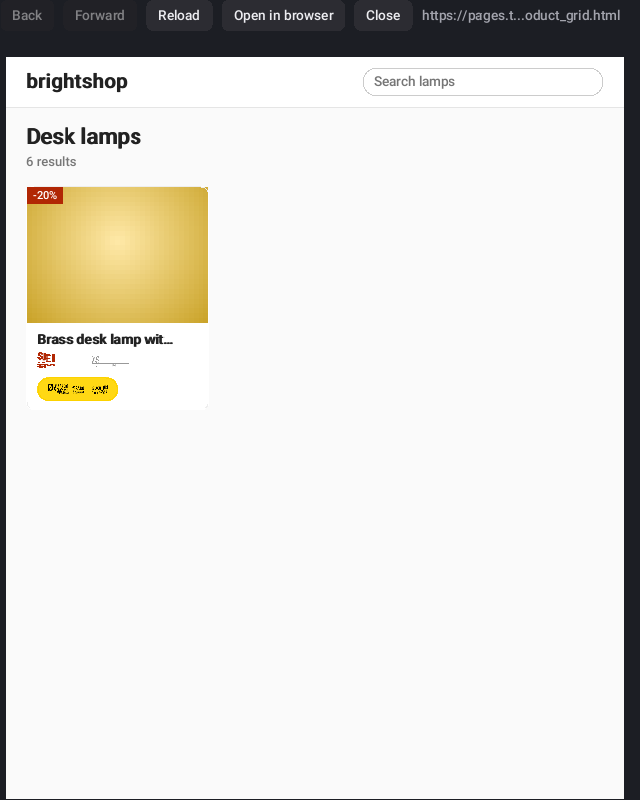 Back Forward Reload Open in browser Close https://pages.t...oduct_grid.html
brightshop
Search lamps
Desk lamps
6 results
-20%
Brass desk lamp wit...